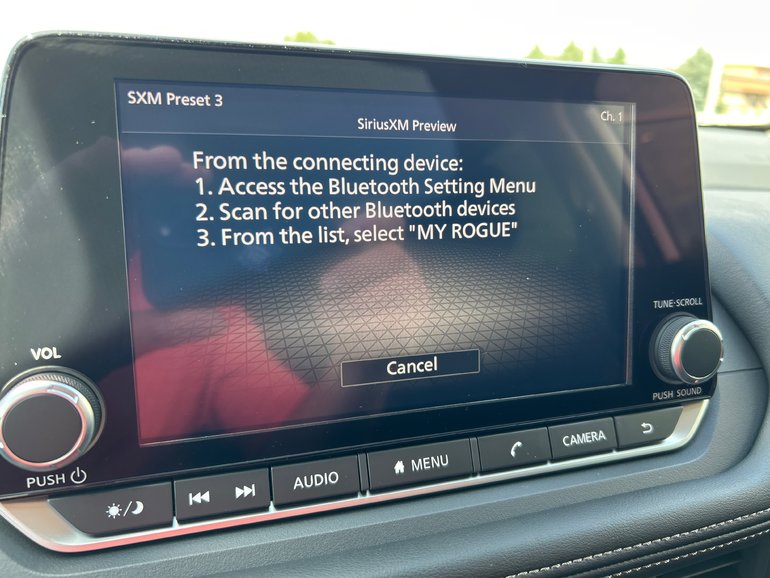 SXM Preset 3
Ch. 1
SiriusXM Preview
From the connecting device:
1. Access the Bluetooth Setting Menu
2. Scan for other Bluetooth devices
3. From the list, select "MY ROGUE"
Cancel
VOL
PUSH
TUNE·SCROLL
PUSH SOUND
AUDIO
MENU
CAMERA